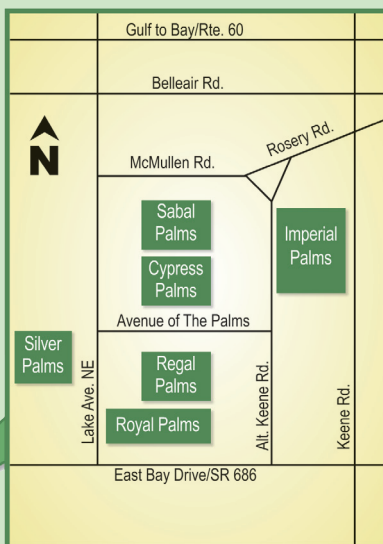 Gulf to Bay/Rte. 60
Belleair Rd.
Rosery Rd.
N
McMullen Rd.
Sabal
Palms
Imperial
Palms
Cypress
Palms
Avenue of The Palms
Silver
Palms
Regal
Palms
Lake Ave. NE
Alt. Keene Rd.
Keene Rd.
Royal Palms
East Bay Drive/SR 686